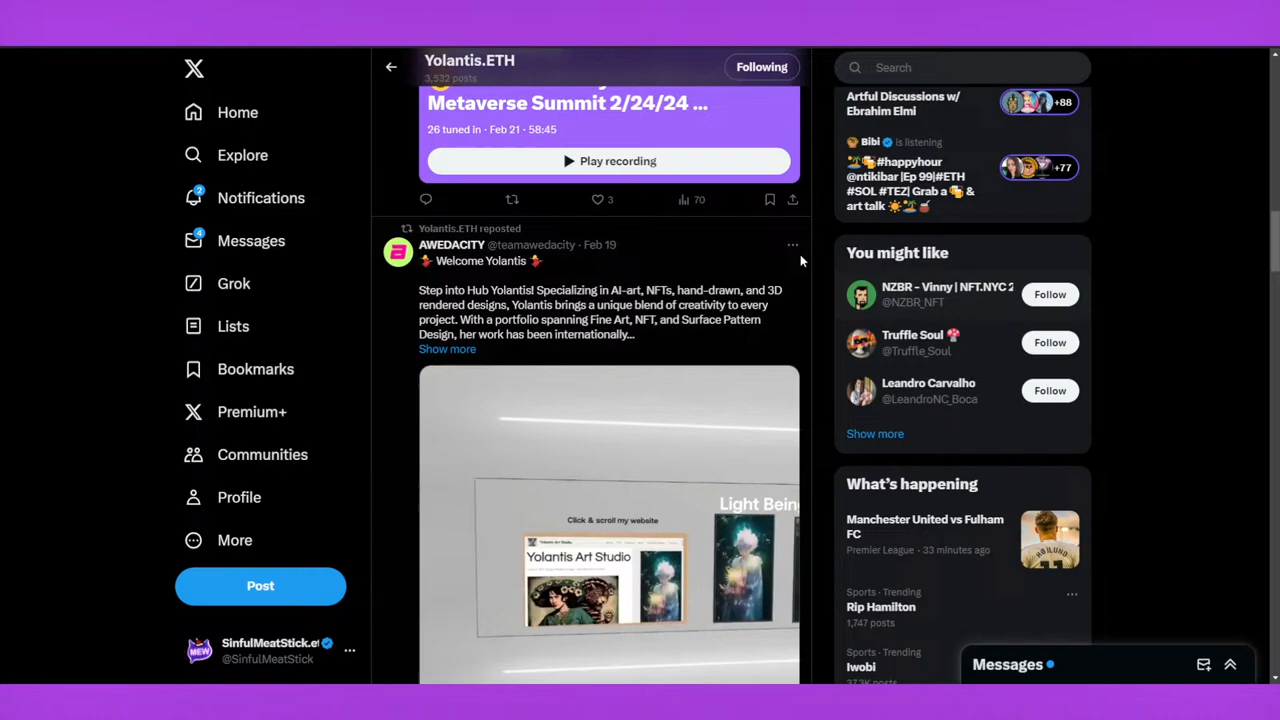 Home
Explore
2
Notifications
4
Messages
Grok
Lists
Bookmarks
Premium+
Communities
Profile
More
Post
MEW
SinfulMeatStick.et
@SinfulMeatStick
Yolantis.ETH
3,532 posts
Following
Metaverse Summit 2/24/24 ...
26 tuned in · Feb 21 · 58:45
Play recording
3
70
Yolantis.ETH reposted
AWEDACITY @teamawedacity · Feb 19
💃 Welcome Yolantis 💃
Step into Hub Yolantis! Specializing in AI-art, NFTs, hand-drawn, and 3D
rendered designs, Yolantis brings a unique blend of creativity to every
project. With a portfolio spanning Fine Art, NFT, and Surface Pattern
Design, her work has been internationally...
Show more
Light Bein
Click & scroll my website
Yolantis Art Studio
Search
Artful Discussions w/
Ebrahim Elmi
+88
Bibi is listening
🏝️🍻#happyhour
@ntikibar |Ep 99|#ETH
#SOL #TEZ| Grab a 🍻 &
art talk ☀️🏝️🍹
+77
You might like
NZBR - Vinny | NFT.NYC 2
@NZBR_NFT
Follow
Truffle Soul 🍄
@Truffle_Soul
Follow
Leandro Carvalho
@LeandroNC_Boca
Follow
Show more
What's happening
Manchester United vs Fulham
FC
Premier League · 33 minutes ago
Sports · Trending
Rip Hamilton
1,747 posts
Sports · Trending
Iwobi
Messages